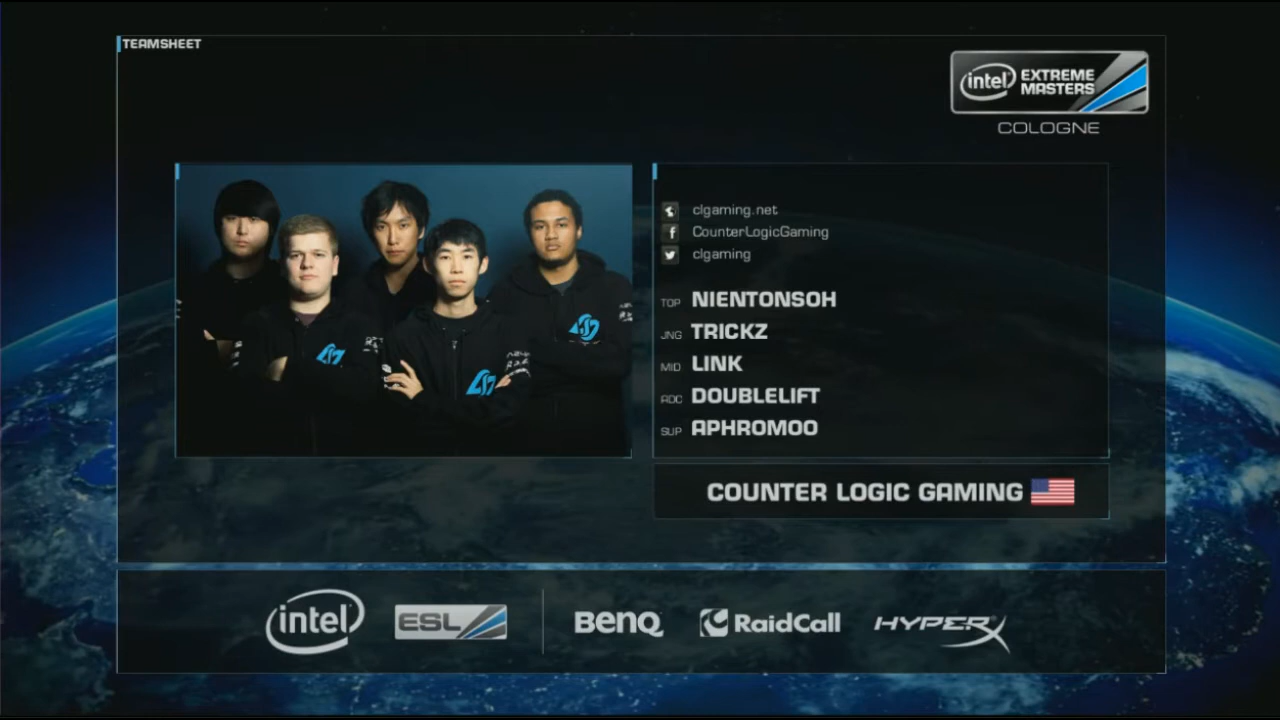 TEAMSHEET
intel EXTREME MASTERS
COLOGNE
clgaming.net
CounterLogicGaming
clgaming
TOP NIENTONSOH
JNG TRICKZ
MID LINK
ADC DOUBLELIFT
SUP APHROMOO
COUNTER LOGIC GAMING
intel ESL BenQ RaidCall HYPERX